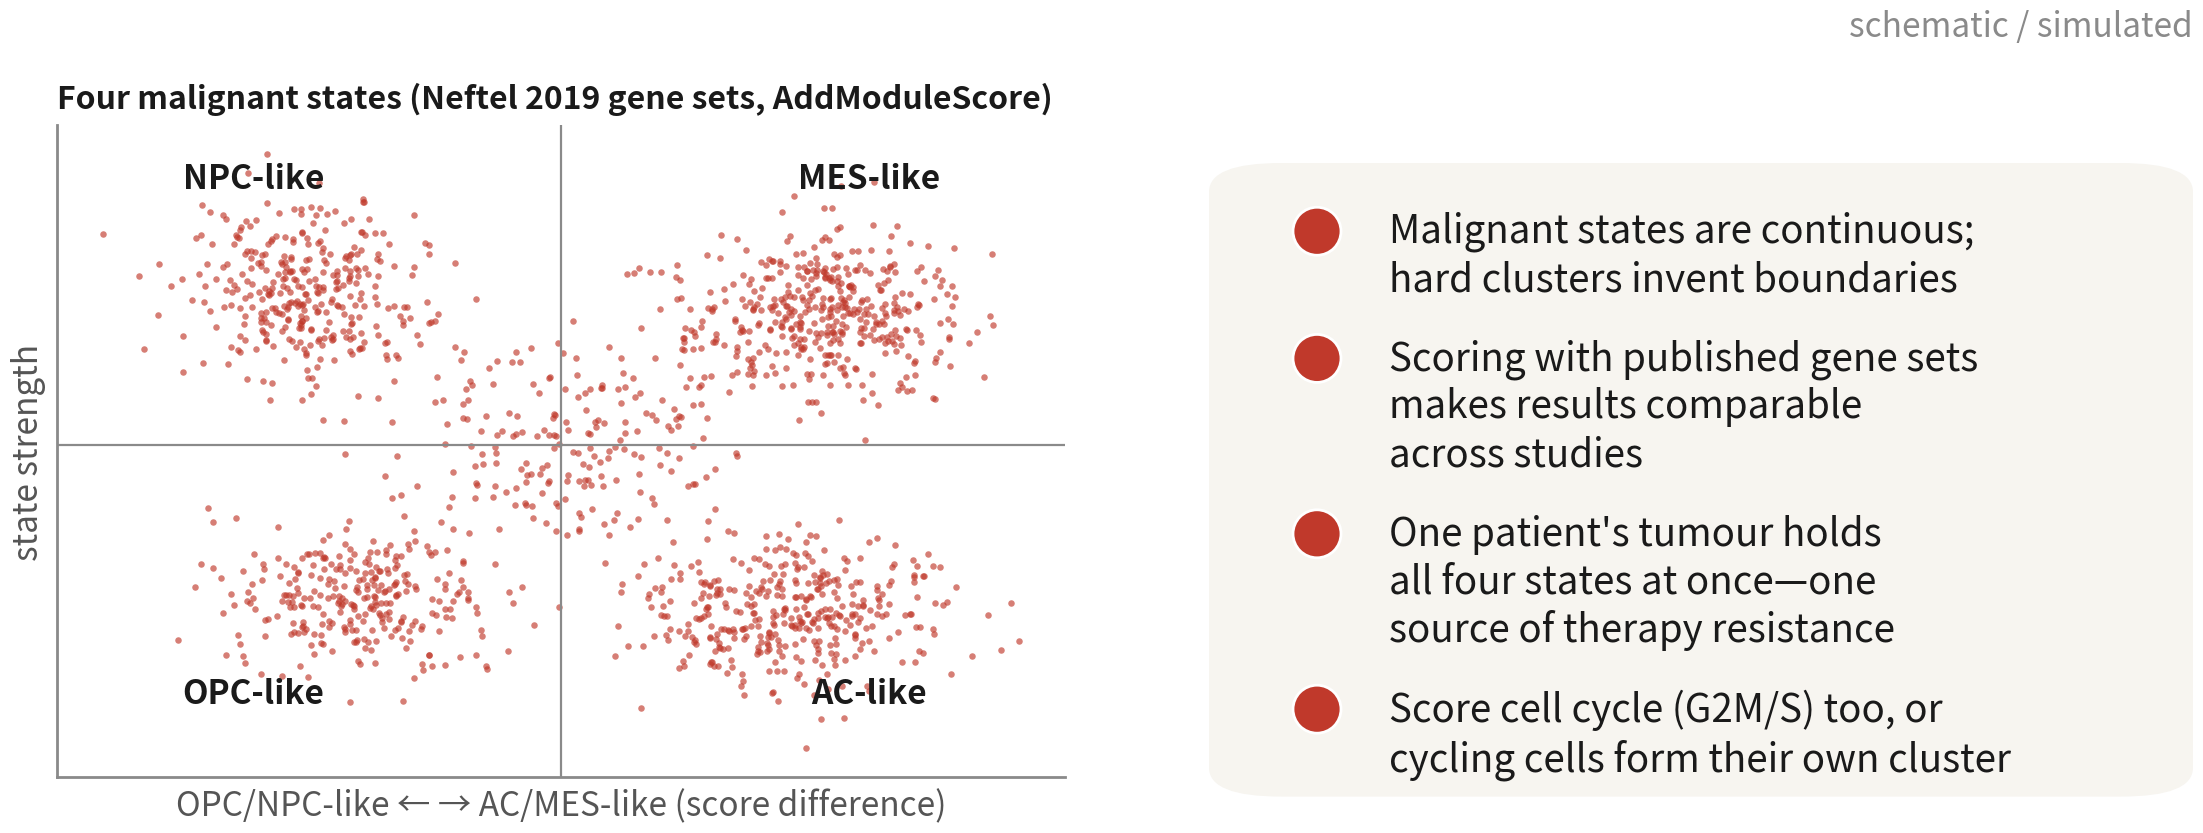 schematic / simulated
Four malignant states (Neftel 2019 gene sets, AddModuleScore)
NPC-like
MES-like
OPC-like
AC-like
state strength
OPC/NPC-like ← → AC/MES-like (score difference)
Malignant states are continuous;
hard clusters invent boundaries
Scoring with published gene sets
makes results comparable
across studies
One patient's tumour holds
all four states at once—one
source of therapy resistance
Score cell cycle (G2M/S) too, or
cycling cells form their own cluster